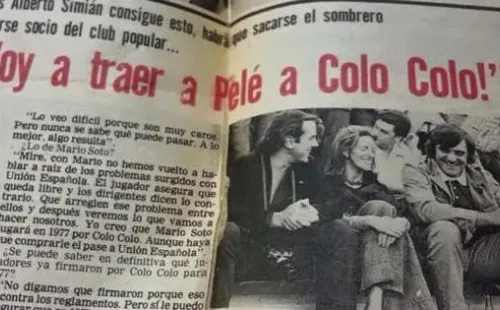 Alberto Simián consigue esto, habrá que sacarse el sombrero
rse socio del club popular...
oy a traer a Pelé a Colo Colo!"
"Lo veo difícil porque son muy caros.
Pero nunca se sabe qué puede pasar. A lo
mejor, algo resulta"
¿Lo de Mario Soto?
"Mire, con Mario no hemos vuelto a ha-
blar a raíz de los problemas surgidos con
Unión Española. El jugador asegura que
queda libre y los dirigentes dicen lo con-
trario. Que arreglen ese problema entre
ellos y después veremos lo que vamos a
hacer nosotros. Yo creo que Mario Soto
jugará en 1977 por Colo Colo. Aunque haya
que comprarle el pase a Unión Española".
¿Se puede saber en definitiva qué ju-
adores ya firmaron por Colo Colo para
77?
"No digamos que firmaron porque eso
contra los reglamentos. Pero sí le puedo